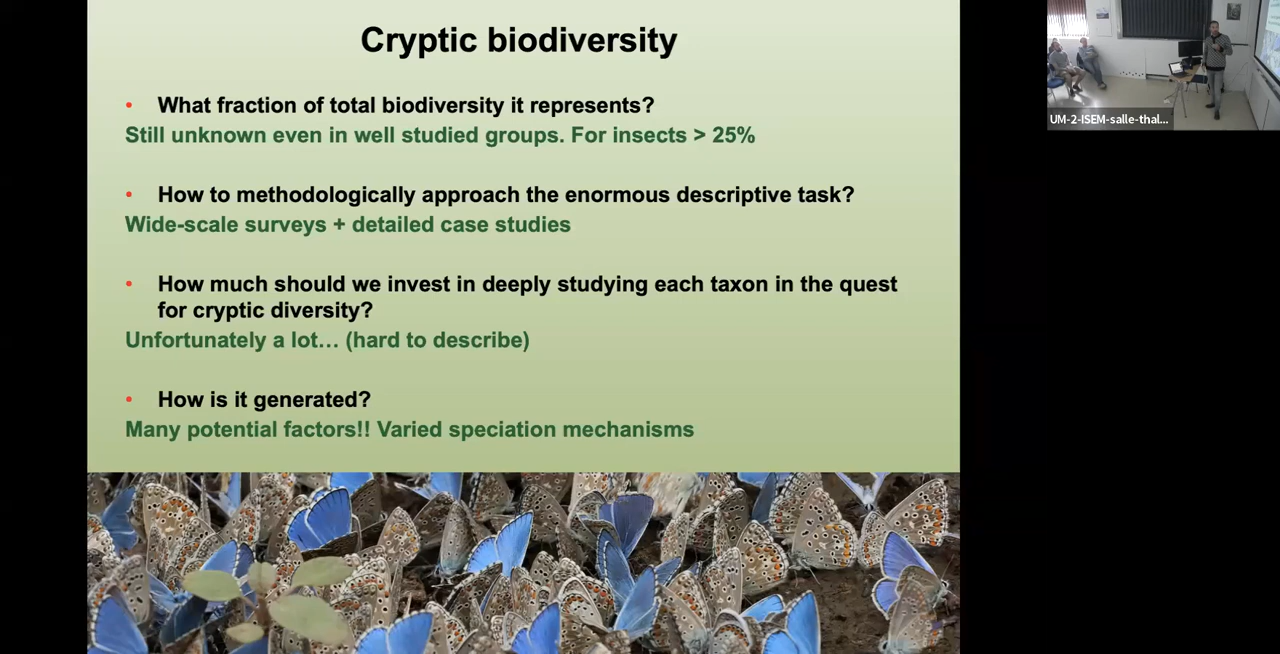 Cryptic biodiversity
• What fraction of total biodiversity it represents?
Still unknown even in well studied groups. For insects > 25%
• How to methodologically approach the enormous descriptive task?
Wide-scale surveys + detailed case studies
• How much should we invest in deeply studying each taxon in the quest
for cryptic diversity?
Unfortunately a lot… (hard to describe)
• How is it generated?
Many potential factors!! Varied speciation mechanisms
UM-2-ISEM-salle-thal...